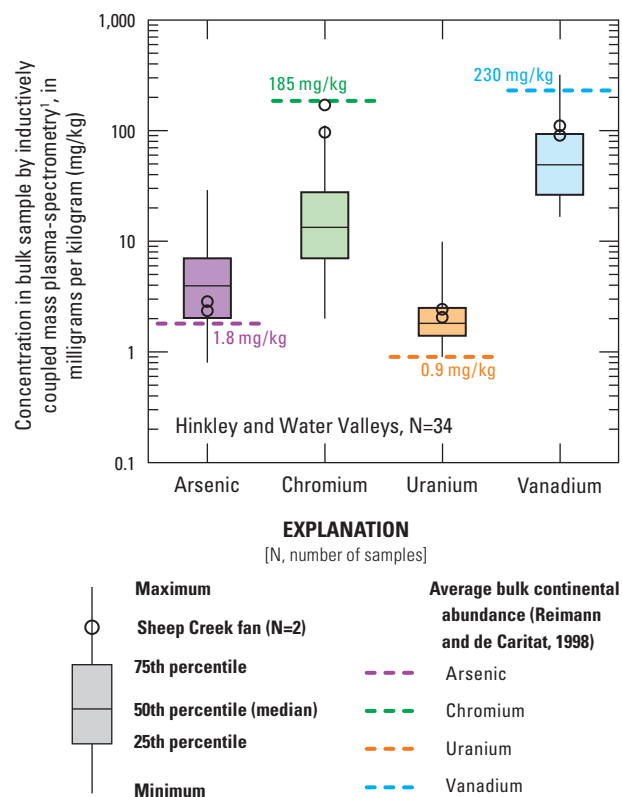 Concentration in bulk sample by inductively
coupled mass plasma-spectrometry¹, in
milligrams per kilogram (mg/kg)
1,000
100
10
1
0.1
185 mg/kg
230 mg/kg
1.8 mg/kg
0.9 mg/kg
Hinkley and Water Valleys, N=34
Arsenic
Chromium
Uranium
Vanadium
EXPLANATION
[N, number of samples]
Maximum
Sheep Creek fan (N=2)
75th percentile
50th percentile (median)
25th percentile
Minimum
Average bulk continental
abundance (Reimann
and de Caritat, 1998)
Arsenic
Chromium
Uranium
Vanadium